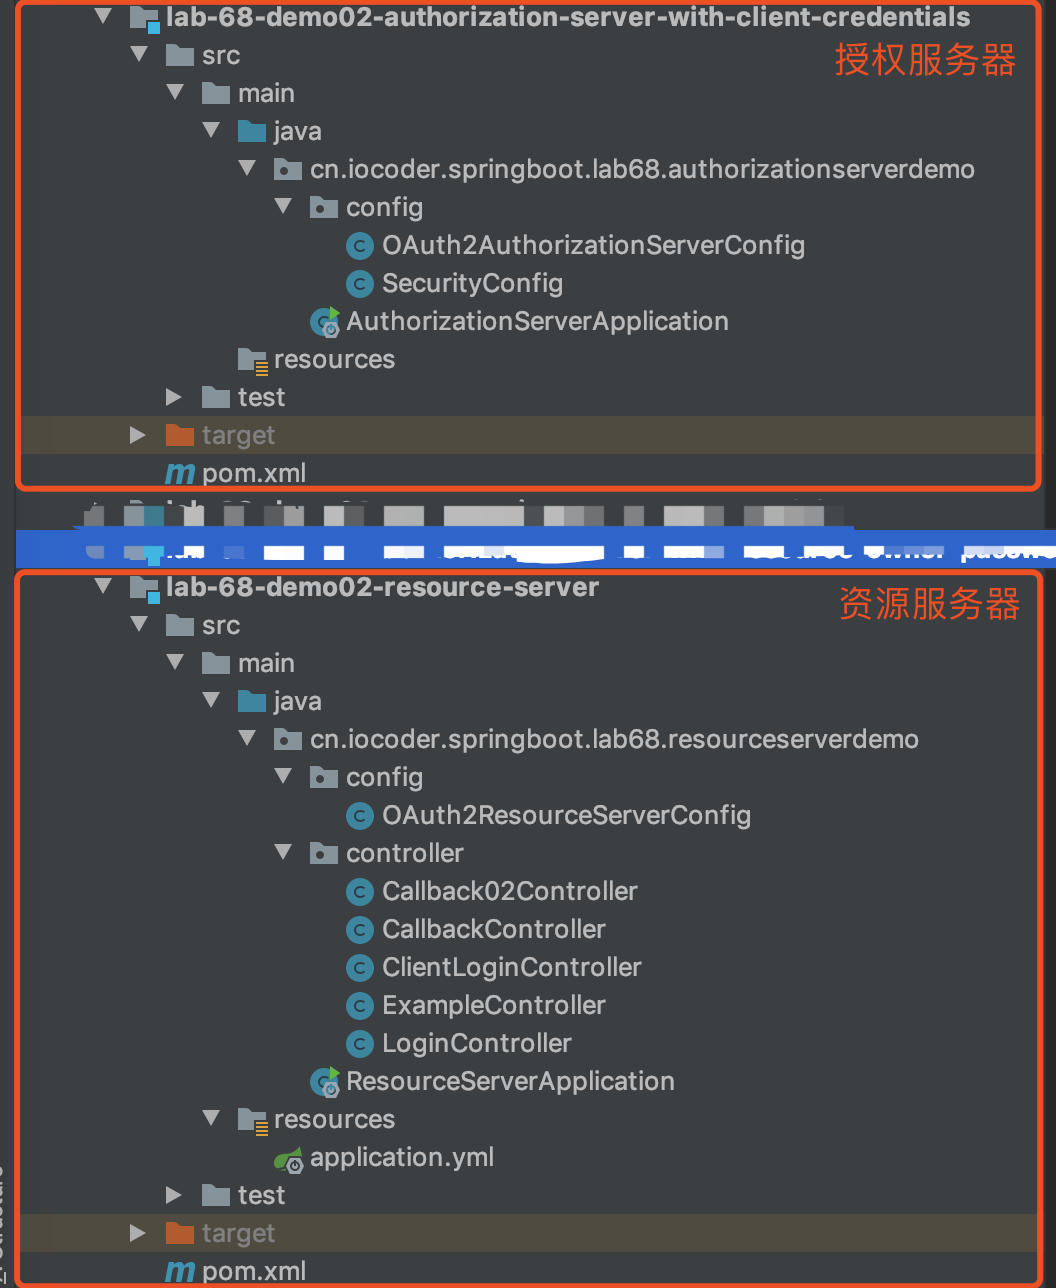 lab-68-demo02-authorization-server-with-client-credentials
授权服务器
src
main
java
cn.iocoder.springboot.lab68.authorizationserverdemo
config
OAuth2AuthorizationServerConfig
SecurityConfig
AuthorizationServerApplication
resources
test
target
pom.xml
lab-68-demo02-resource-server
资源服务器
src
main
java
cn.iocoder.springboot.lab68.resourceserverdemo
config
OAuth2ResourceServerConfig
controller
Callback02Controller
CallbackController
ClientLoginController
ExampleController
LoginController
ResourceServerApplication
resources
application.yml
test
target
pom.xml